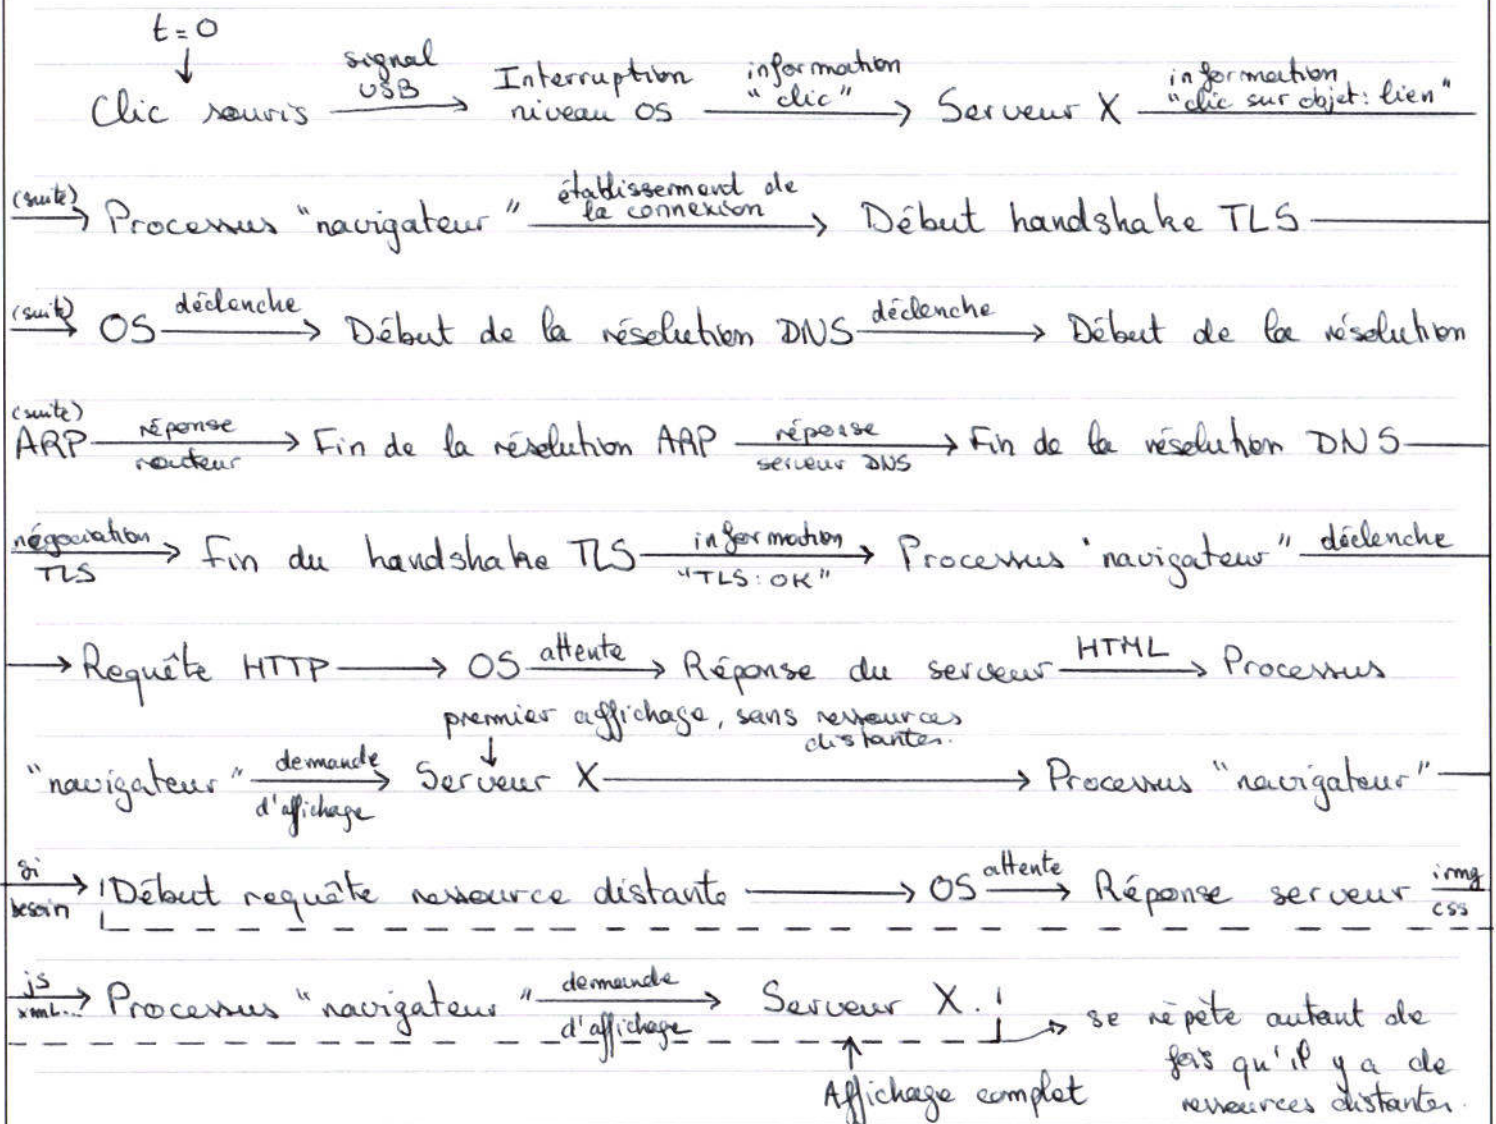 t=0
signal information information
Clic souris USB Interruption "clic" Serveur X "clic sur objet: lien"
niveau OS
(suite) Processus "navigateur" établissement de la connexion Début handshake TLS
(suite) OS déclenche Début de la résolution DNS déclenche Début de la résolution
(suite)
ARP réponse routeur Fin de la résolution ARP réponse serveur DNS Fin de la résolution DNS
négociation TLS Fin du handshake TLS information "TLS: OK" Processus "navigateur" déclenche
Requête HTTP OS attente Réponse du serveur HTML Processus
premier affichage, sans ressources distantes.
"navigateur" demande d'affichage Serveur X Processus "navigateur"
si besoin Début requête ressource distante OS attente Réponse serveur img css
js xml... Processus "navigateur" demande d'affichage Serveur X.
se répète autant de
fois qu'il y a de
ressources distantes.
Affichage complet